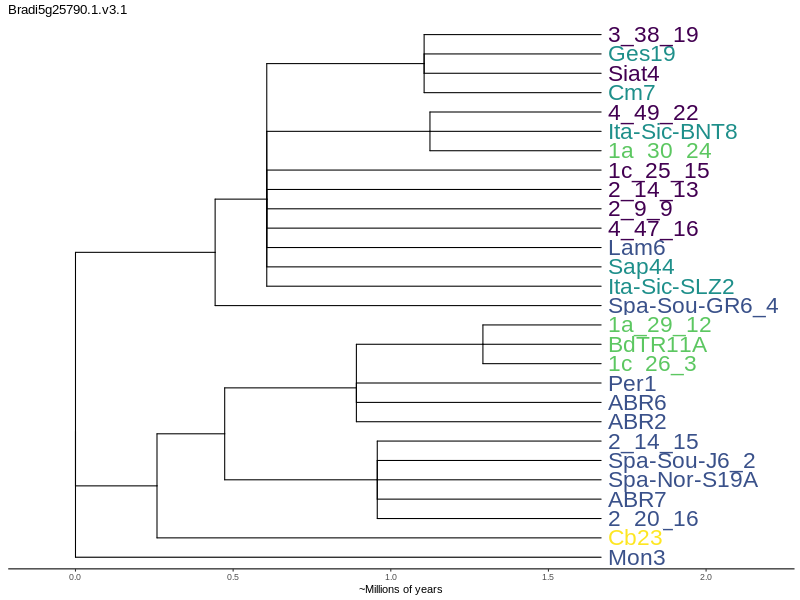 Bradi5g25790.1.v3.1
3_38_19
Ges19
Siat4
Cm7
4_49_22
Ita-Sic-BNT8
1a_30_24
1c_25_15
2_14_13
2_9_9
4_47_16
Lam6
Sap44
Ita-Sic-SLZ2
Spa-Sou-GR6_4
1a_29_12
BdTR11A
1c_26_3
Per1
ABR6
ABR2
2_14_15
Spa-Sou-J6_2
Spa-Nor-S19A
ABR7
2_20_16
Cb23
Mon3
0.0 0.5 1.0 1.5 2.0
~Millions of years